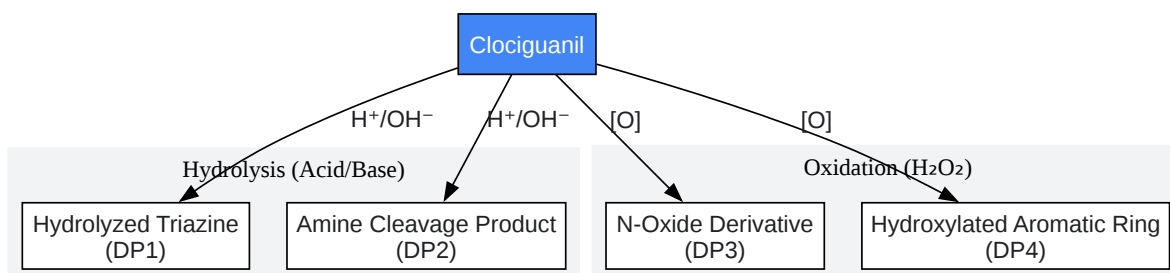 Clociguanil
H⁺/OH⁻
H⁺/OH⁻
[O]
[O]
Hydrolysis (Acid/Base)
Oxidation (H₂O₂)
Hydrolyzed Triazine
(DP1)
Amine Cleavage Product
(DP2)
N-Oxide Derivative
(DP3)
Hydroxylated Aromatic Ring
(DP4)